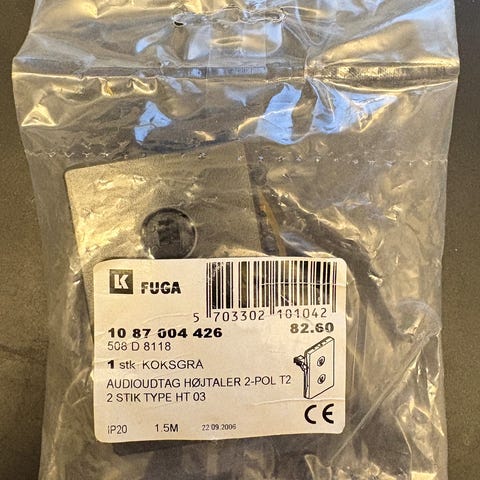 LK FUGA
5 703302 101042
10 87 004 426 82.60
508 D 8118
1 stk KOKSGRÅ
AUDIOUDTAG HØJTALER 2-POL T2
2 STIK TYPE HT 03
IP20 1.5M 22.09.2006 CE